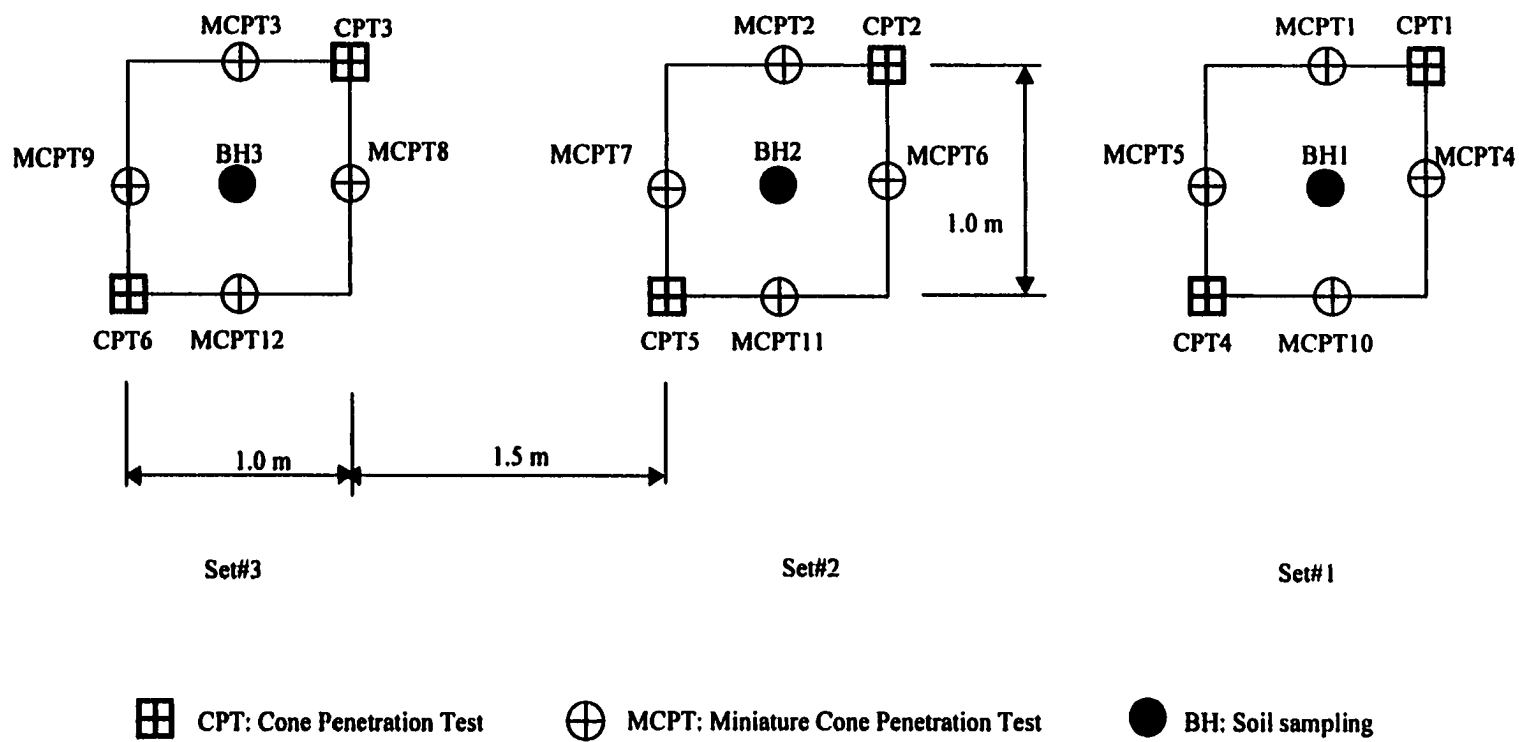 MCPT3 CPT3 MCPT2 CPT2 MCPT1 CPT1
MCPT9 BH3 MCPT8 MCPT7 BH2 MCPT6 MCPT5 BH1 MCPT4
1.0 m
CPT6 MCPT12 CPT5 MCPT11 CPT4 MCPT10
1.0 m 1.5 m
Set#3 Set#2 Set#1
CPT: Cone Penetration Test MCPT: Miniature Cone Penetration Test BH: Soil sampling